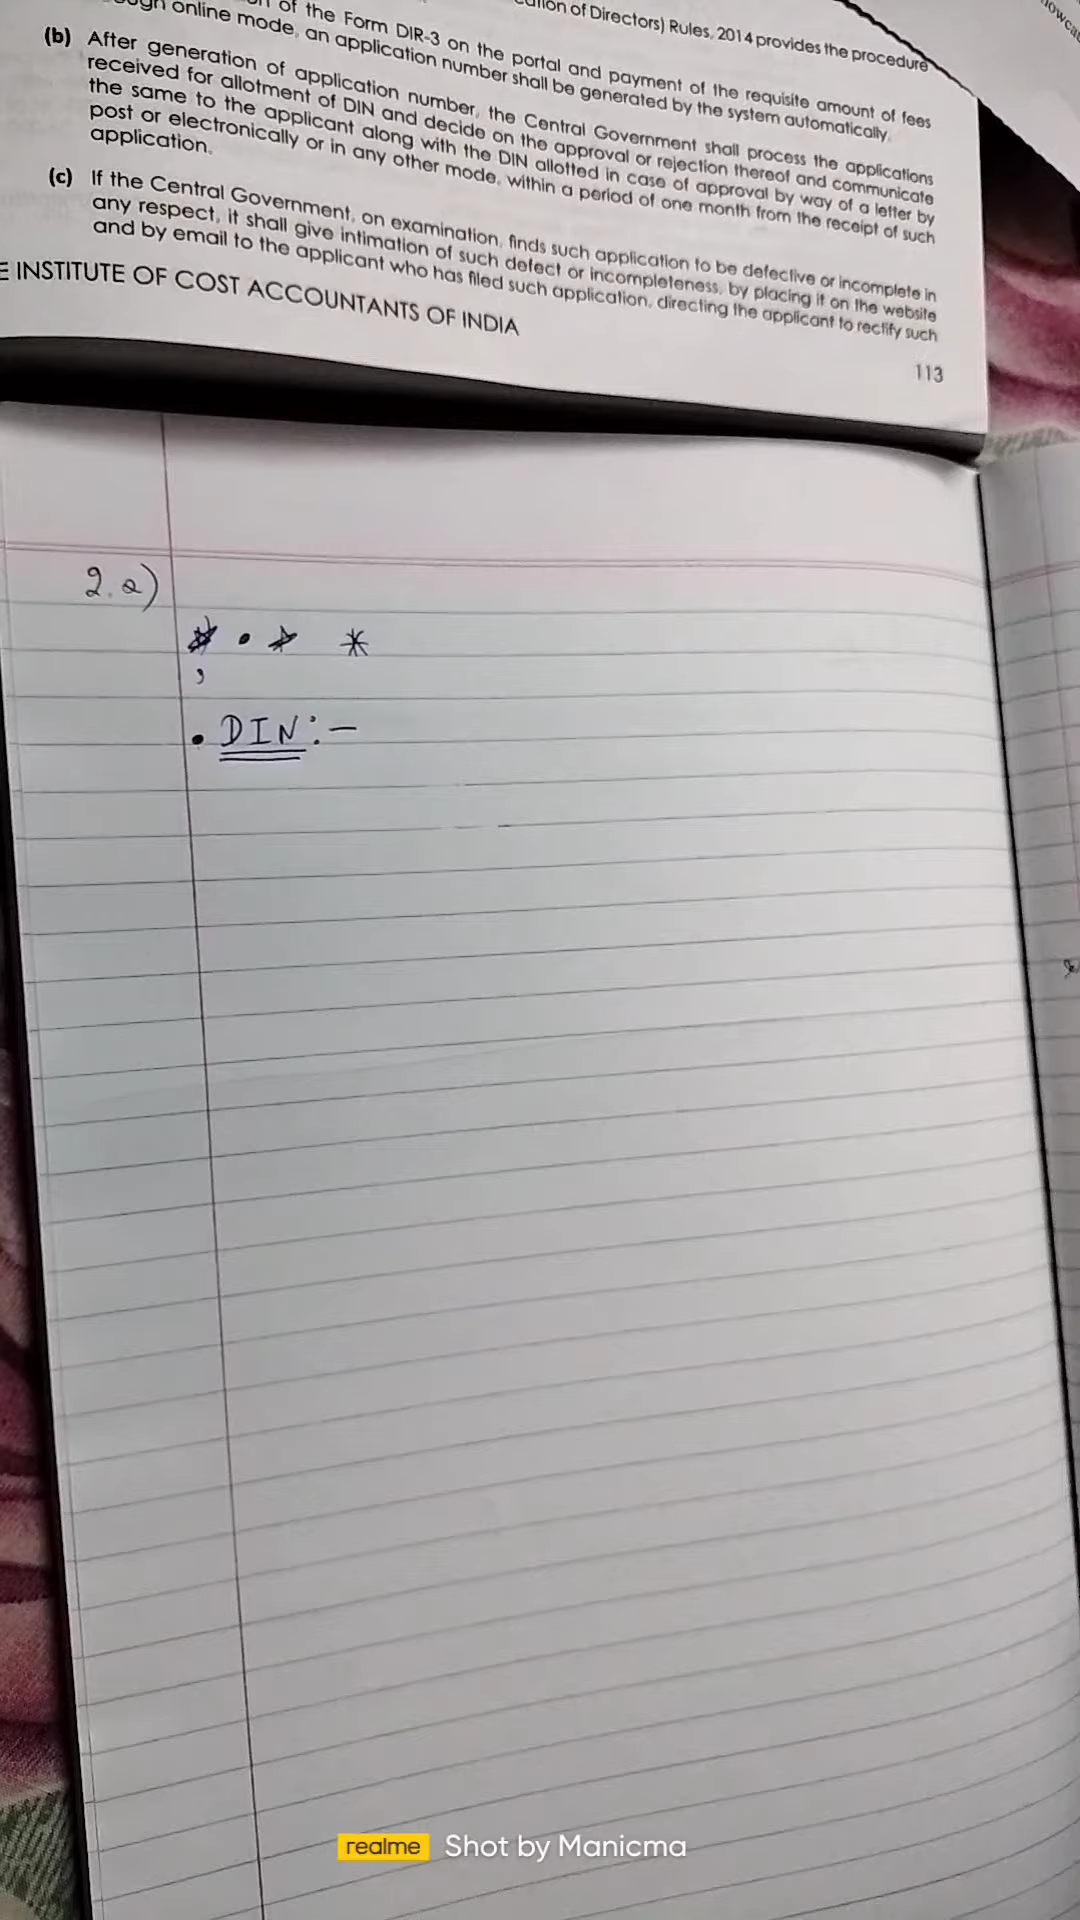 of Directors) Rules, 2014 provides the procedure
of the Form DIR-3 on the portal and payment of the requisite amount of fees
online mode, an application number shall be generated by the system automatically.
(b) After generation of application number, the Central Government shall process the applications
received for allotment of DIN and decide on the approval or rejection thereof and communicate
the same to the applicant along with the DIN allotted in case of approval by way of a letter by
post or electronically or in any other mode, within a period of one month from the receipt of such
application.
(c) If the Central Government, on examination, finds such application to be defective or incomplete in
any respect, it shall give intimation of such defect or incompleteness, by placing it on the website
and by email to the applicant who has filed such application, directing the applicant to rectify such
INSTITUTE OF COST ACCOUNTANTS OF INDIA
113
2.a)
• DIN:-
realme Shot by Manicma